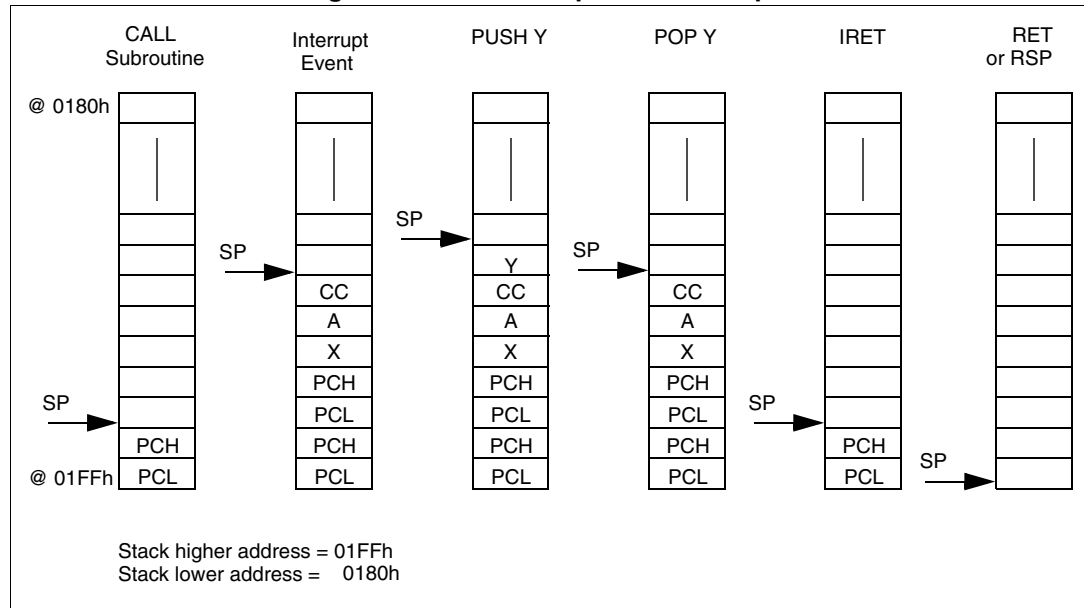 CALL
Subroutine
Interrupt
Event
PUSH Y
POP Y
IRET
RET
or RSP
@ 0180h
SP
SP
SP
Y
CC
CC
CC
A
A
A
X
X
X
PCH
PCH
PCH
SP
SP
PCL
PCL
PCL
PCH
PCH
PCH
PCH
PCH
SP
@ 01FFh
PCL
PCL
PCL
PCL
PCL
Stack higher address = 01FFh
Stack lower address = 0180h